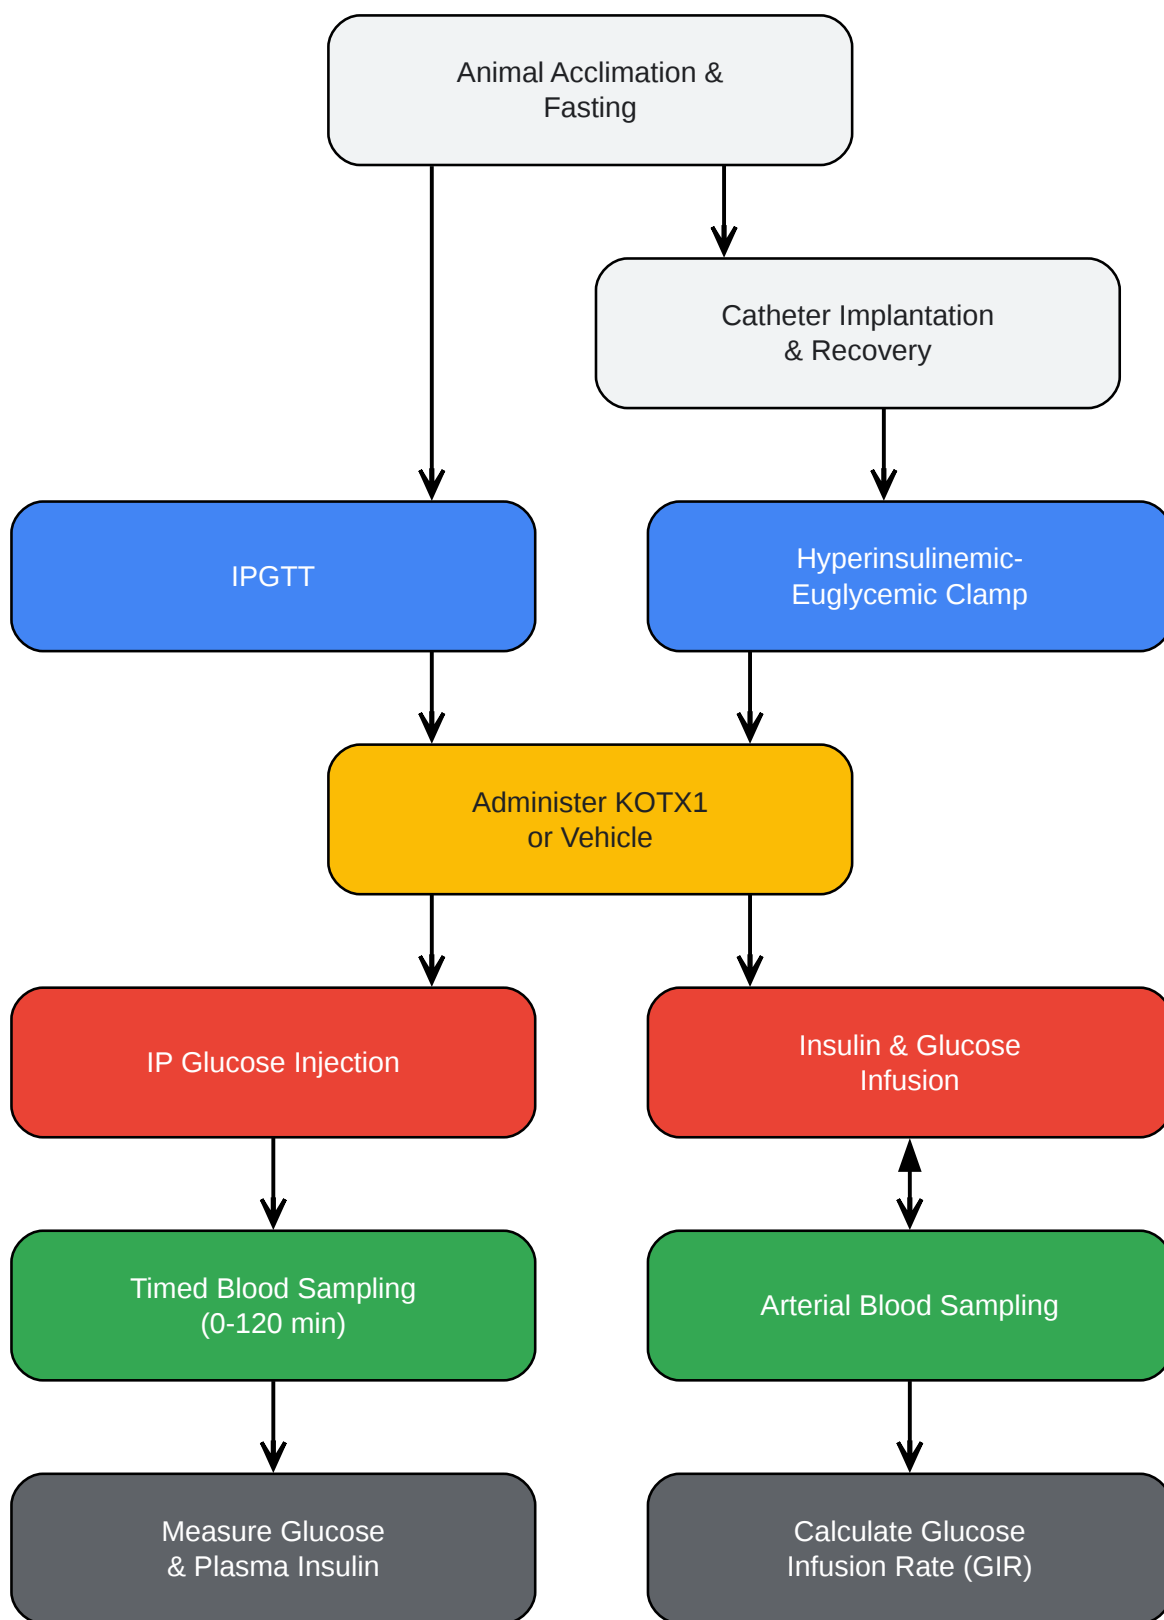 Animal Acclimation &
Fasting
Catheter Implantation
& Recovery
IPGTT
Hyperinsulinemic-
Euglycemic Clamp
Administer KOTX1
or Vehicle
IP Glucose Injection
Insulin & Glucose
Infusion
Timed Blood Sampling
(0-120 min)
Arterial Blood Sampling
Measure Glucose
& Plasma Insulin
Calculate Glucose
Infusion Rate (GIR)